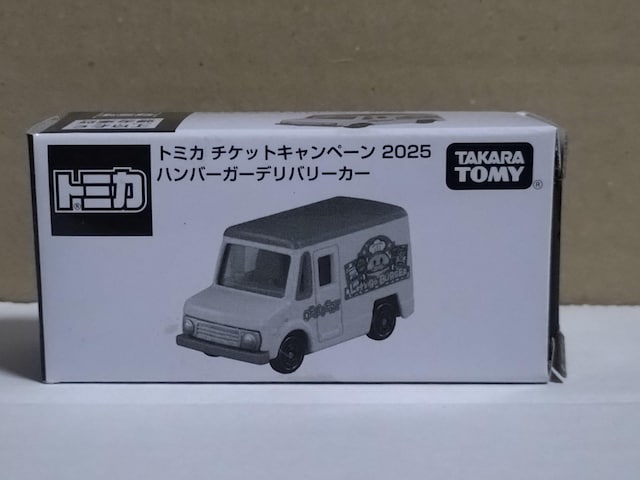 トミカ
トミカ チケットキャンペーン 2025
ハンバーガーデリバリーカー
TAKARA
TOMY
®